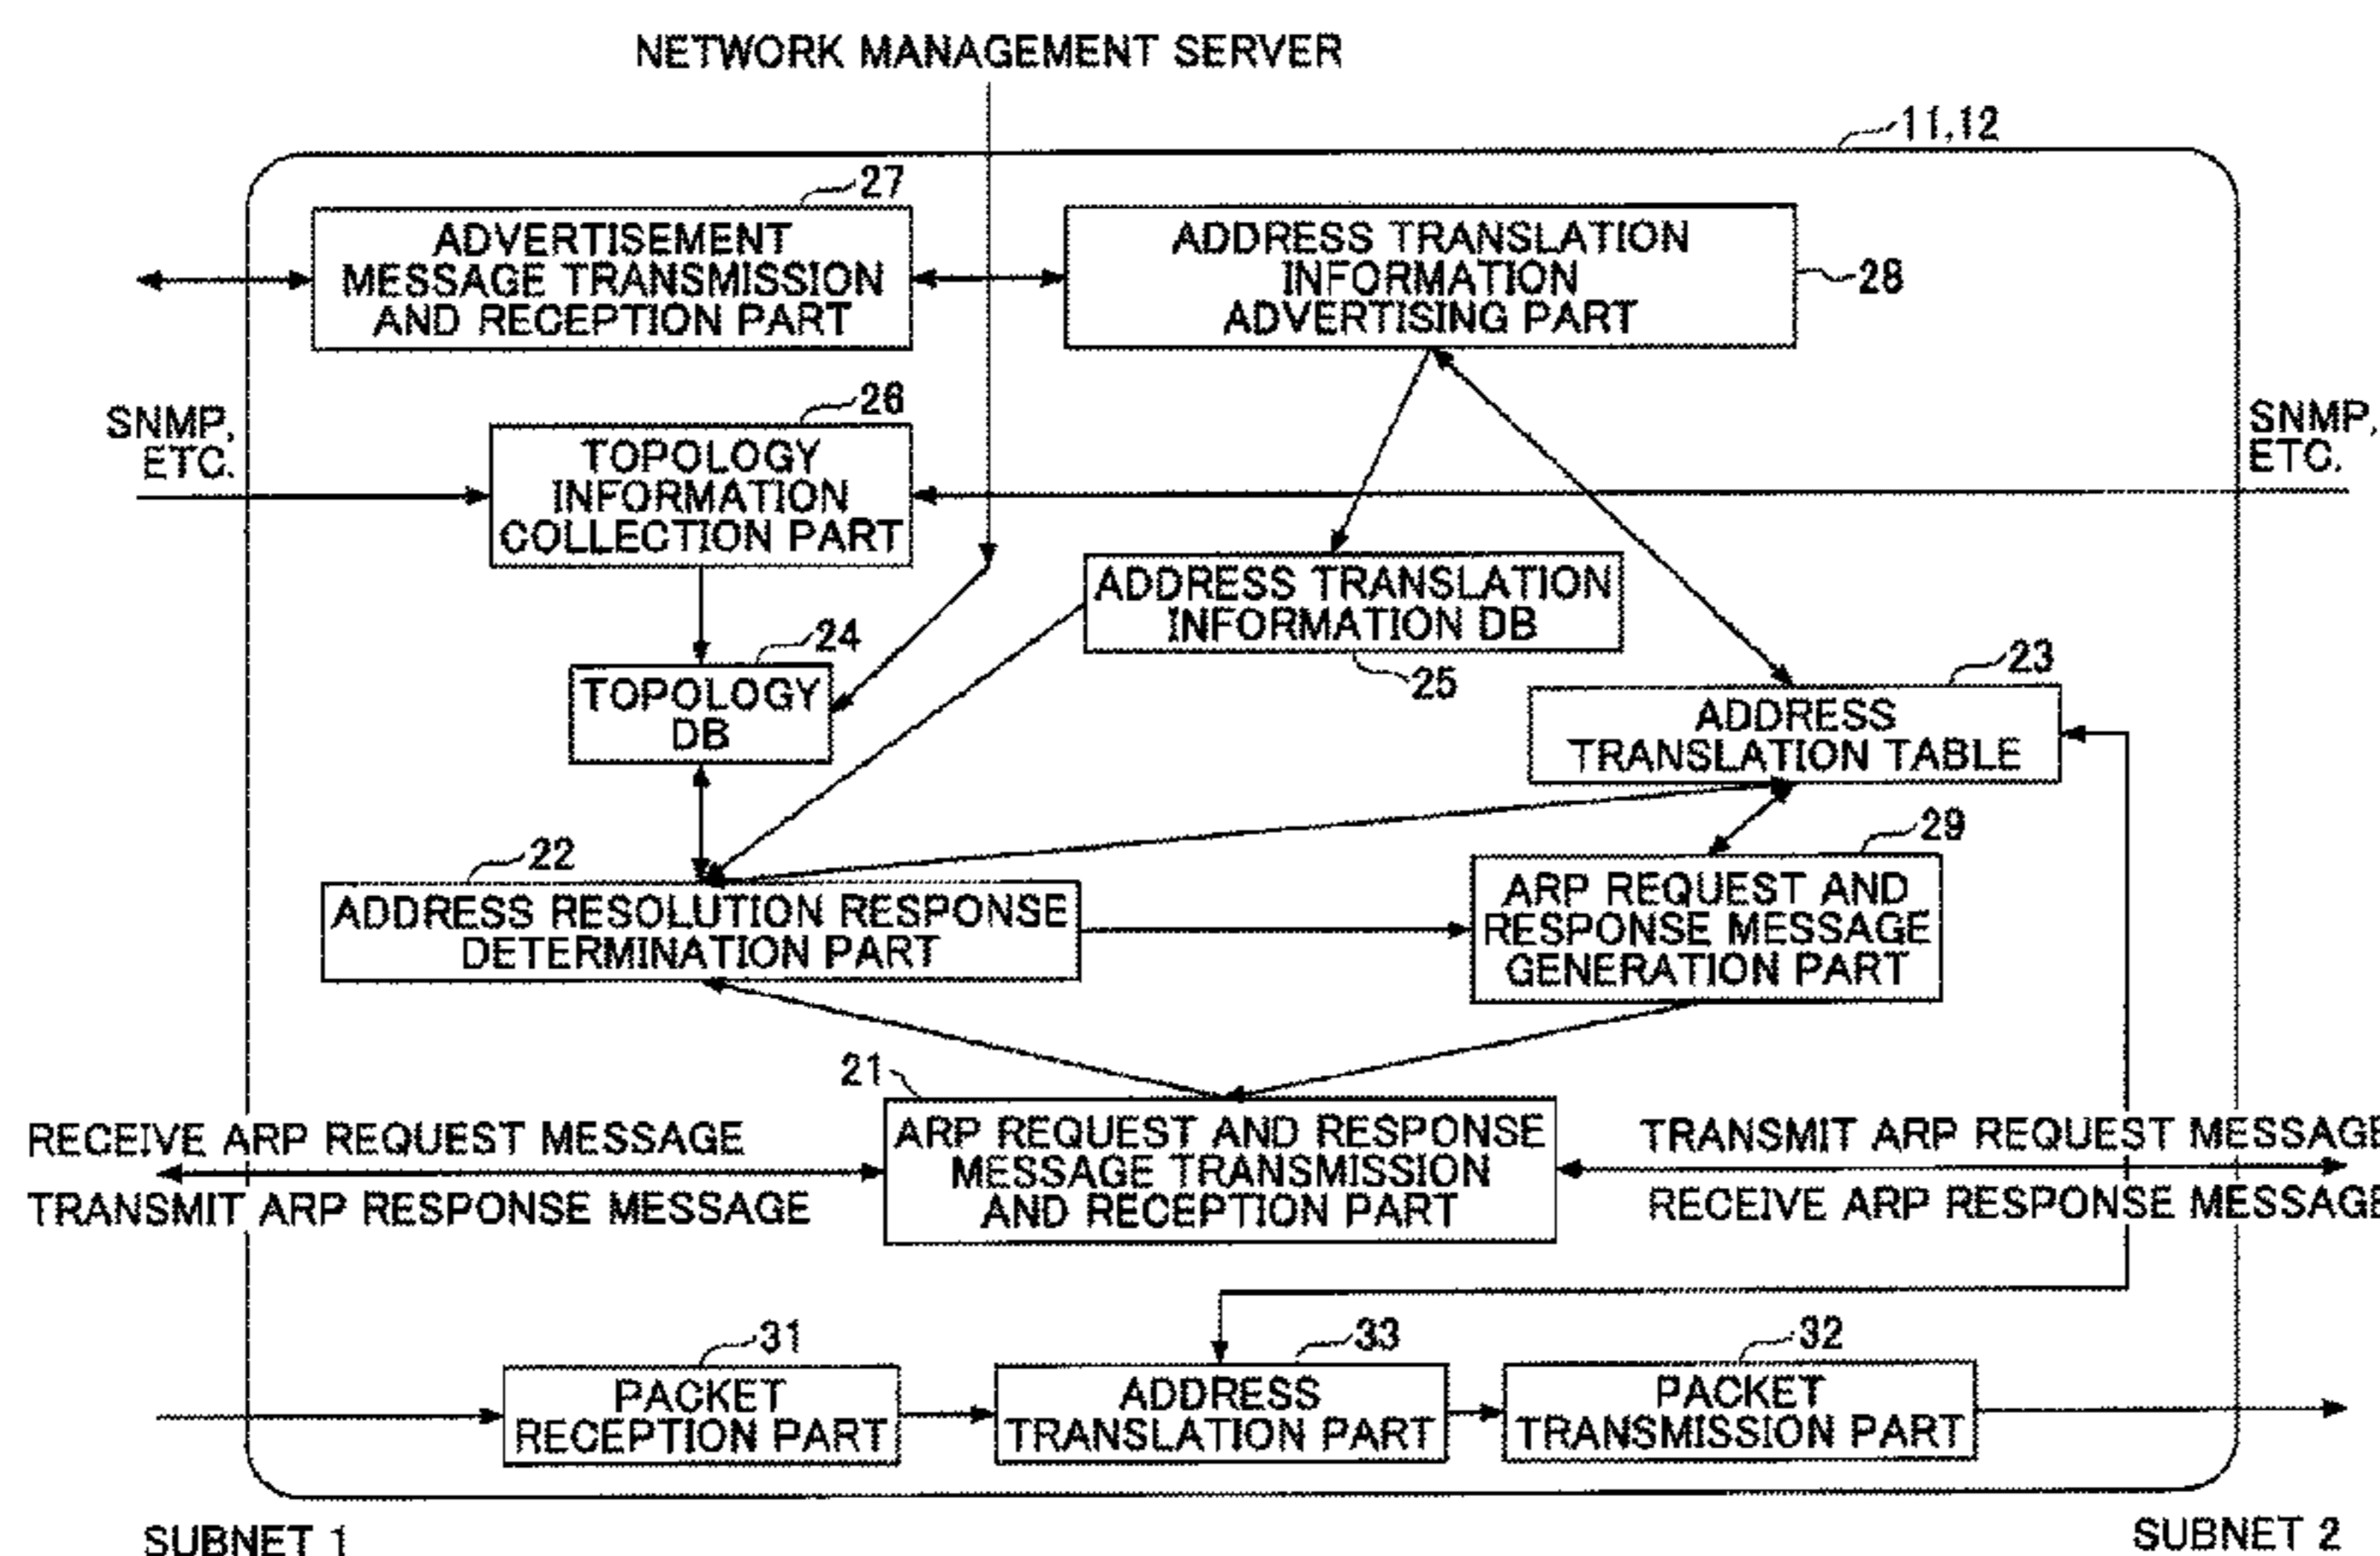 NETWORK MANAGEMENT SERVER
11,12
27
ADVERTISEMENT
MESSAGE TRANSMISSION
AND RECEPTION PART
ADDRESS TRANSLATION
INFORMATION
ADVERTISING PART
28
SNMP,
ETC.
26
TOPOLOGY
INFORMATION
COLLECTION PART
SNMP,
ETC.
ADDRESS TRANSLATION
INFORMATION DB
25
24
TOPOLOGY
DB
23
ADDRESS
TRANSLATION TABLE
22
ADDRESS RESOLUTION RESPONSE
DETERMINATION PART
29
ARP REQUEST AND
RESPONSE MESSAGE
GENERATION PART
21
ARP REQUEST AND RESPONSE
MESSAGE TRANSMISSION
AND RECEPTION PART
RECEIVE ARP REQUEST MESSAGE
TRANSMIT ARP RESPONSE MESSAGE
TRANSMIT ARP REQUEST MESSAGE
RECEIVE ARP RESPONSE MESSAGE
31
PACKET
RECEPTION PART
33
ADDRESS
TRANSLATION PART
32
PACKET
TRANSMISSION PART
SUBNET 1
SUBNET 2